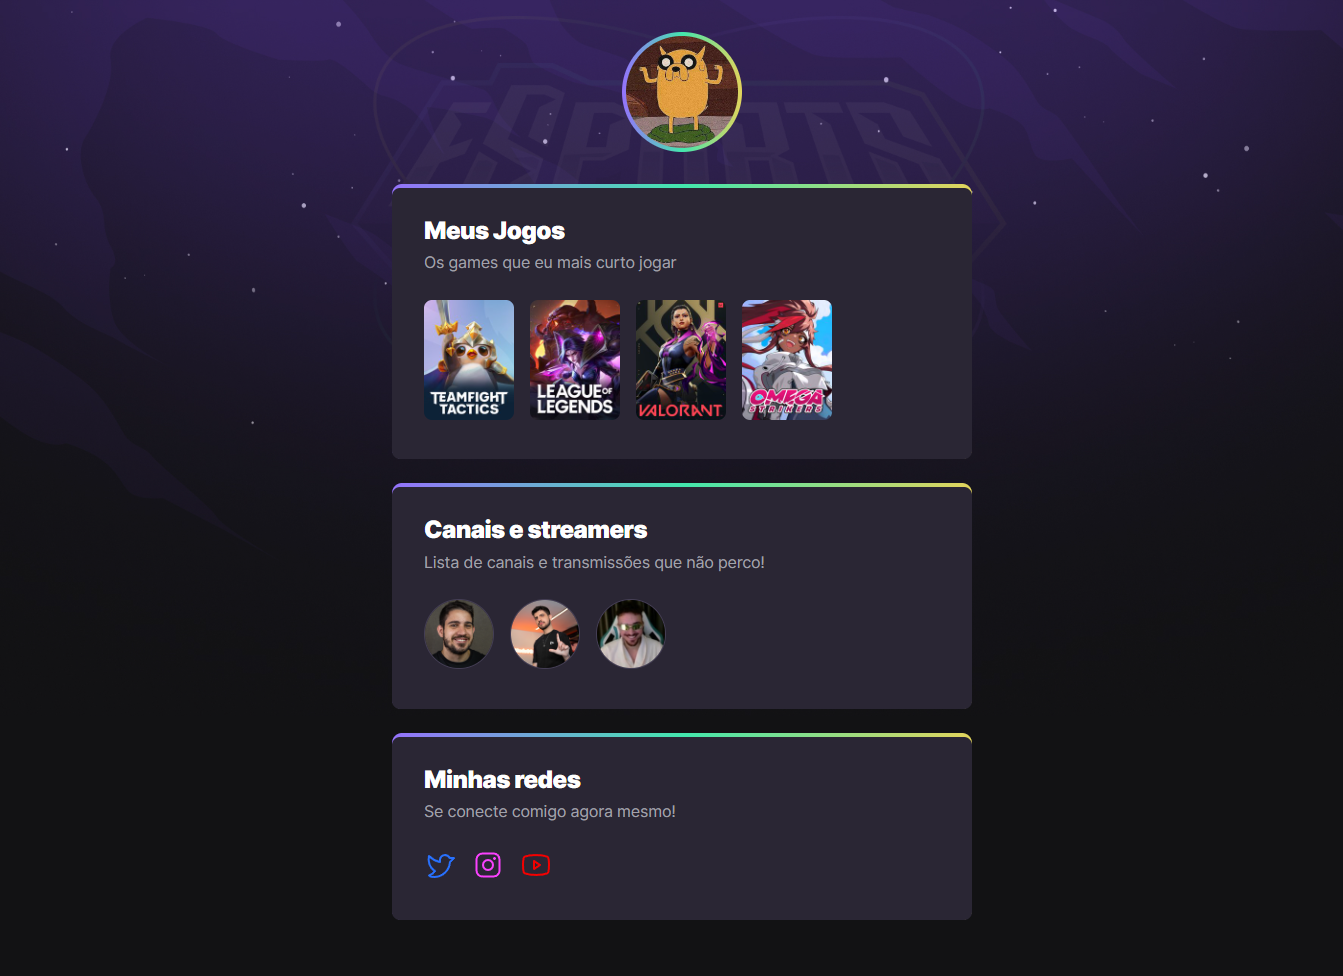 ESPORTS
Meus Jogos
Os games que eu mais curto jogar
TEAMFIGHT
TACTICS
LEAGUE OF
LEGENDS
VALORANT
OMEGA
STRIKERS
Canais e streamers
Lista de canais e transmissões que não perco!
Minhas redes
Se conecte comigo agora mesmo!